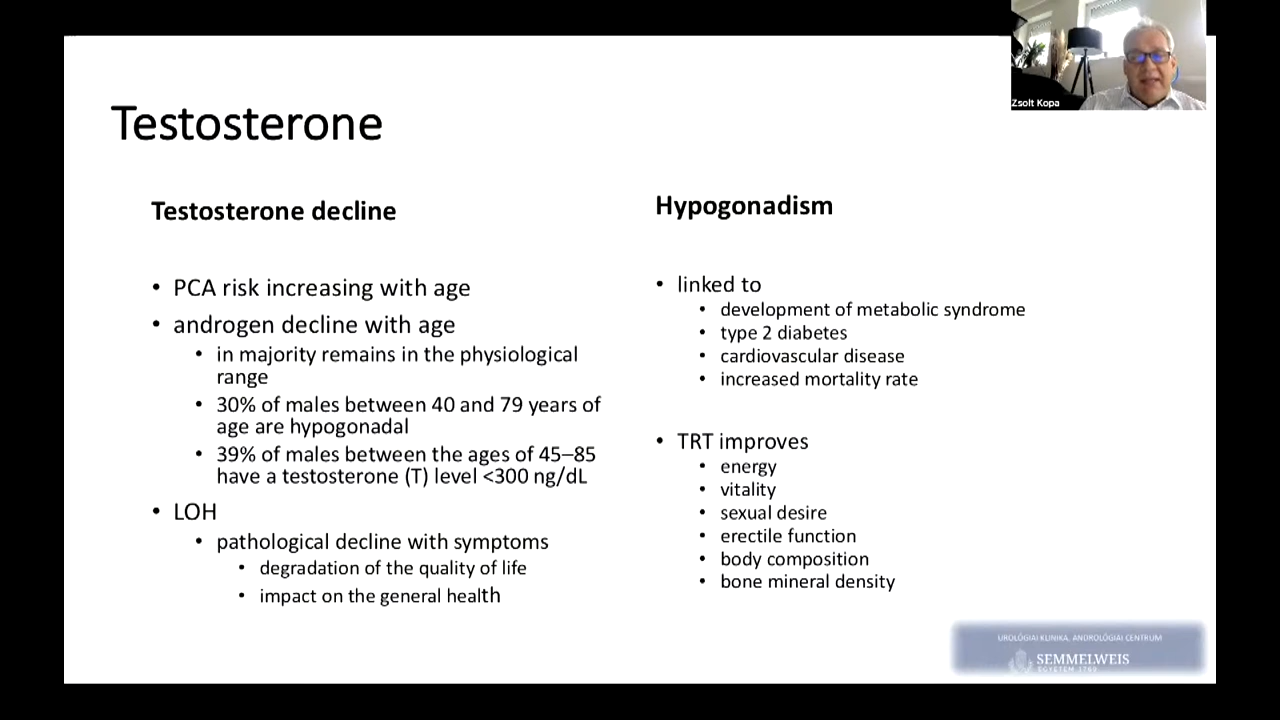 Zsolt Kopa
Testosterone
Testosterone decline
• PCA risk increasing with age
• androgen decline with age
• in majority remains in the physiological
range
• 30% of males between 40 and 79 years of
age are hypogonadal
• 39% of males between the ages of 45–85
have a testosterone (T) level <300 ng/dL
• LOH
• pathological decline with symptoms
• degradation of the quality of life
• impact on the general health
Hypogonadism
• linked to
• development of metabolic syndrome
• type 2 diabetes
• cardiovascular disease
• increased mortality rate
• TRT improves
• energy
• vitality
• sexual desire
• erectile function
• body composition
• bone mineral density
UROLÓGIAI KLINIKA, ANDROLÓGIAI CENTRUM
SEMMELWEIS
EGYETEM 1769